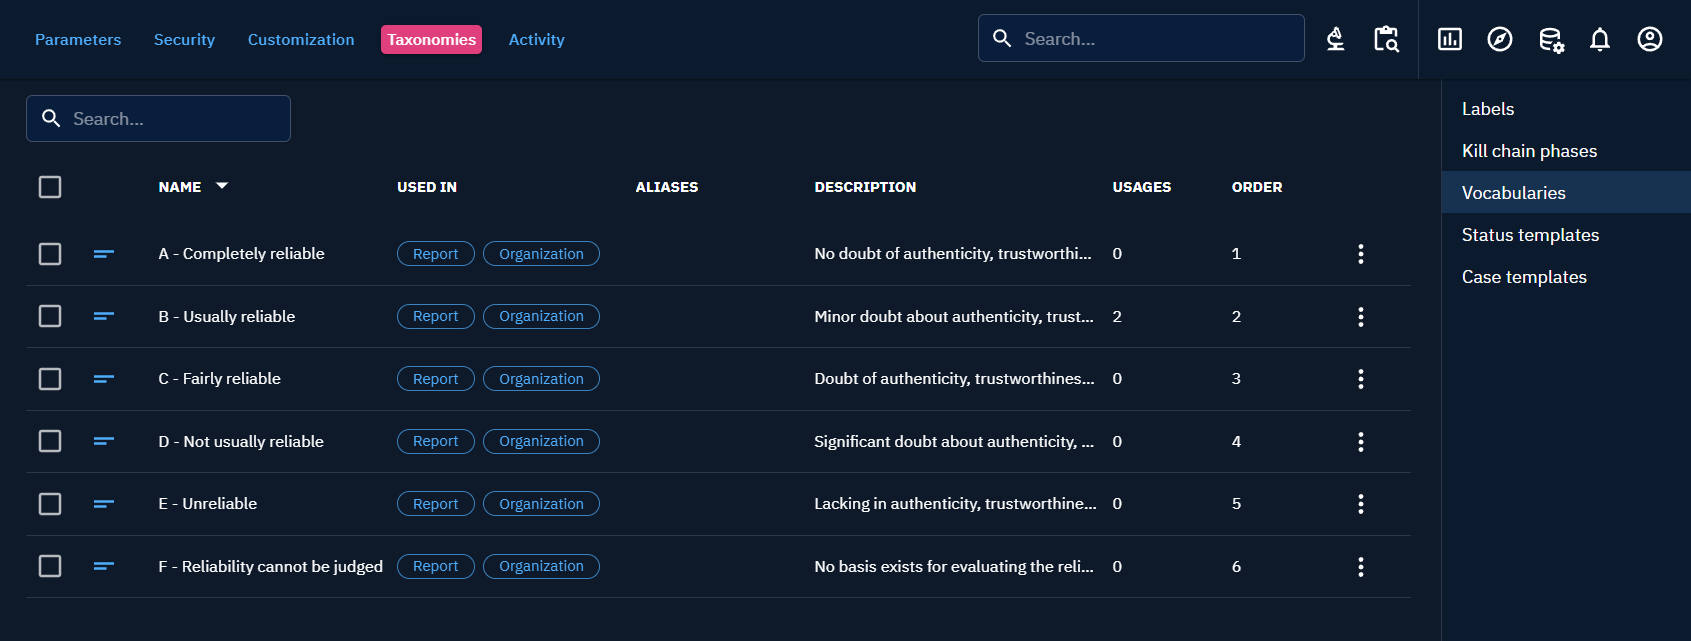 Parameters Security Customization Taxonomies Activity Search...
Search...
NAME USED IN ALIASES DESCRIPTION USAGES ORDER
A - Completely reliable Report Organization No doubt of authenticity, trustworthi... 0 1
B - Usually reliable Report Organization Minor doubt about authenticity, trust... 2 2
C - Fairly reliable Report Organization Doubt of authenticity, trustworthines... 0 3
D - Not usually reliable Report Organization Significant doubt about authenticity, ... 0 4
E - Unreliable Report Organization Lacking in authenticity, trustworthine... 0 5
F - Reliability cannot be judged Report Organization No basis exists for evaluating the reli... 0 6
Labels
Kill chain phases
Vocabularies
Status templates
Case templates